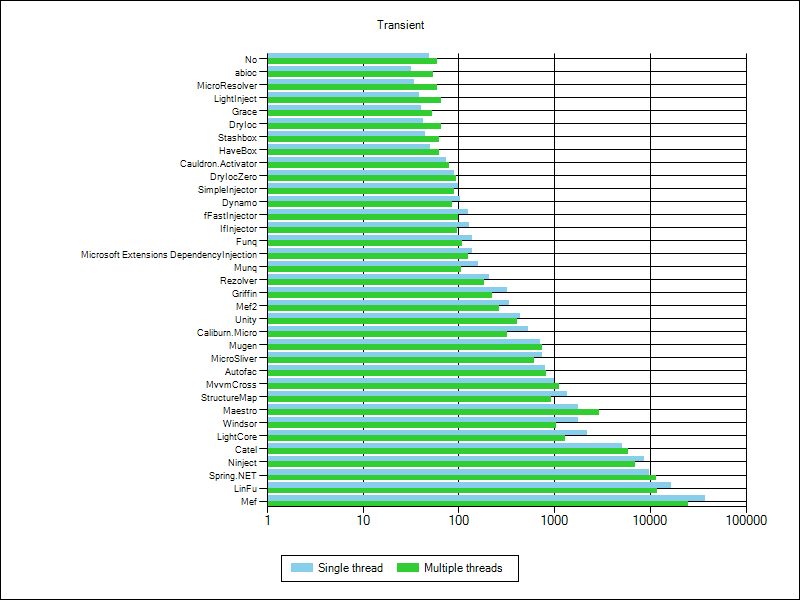 Transient
No
abioc
MicroResolver
LightInject
Grace
DryIoc
Stashbox
HaveBox
Cauldron.Activator
DryIocZero
SimpleInjector
Dynamo
fFastInjector
IfInjector
Funq
Microsoft Extensions DependencyInjection
Munq
Rezolver
Griffin
Mef2
Unity
Caliburn.Micro
Mugen
MicroSliver
Autofac
MvvmCross
StructureMap
Maestro
Windsor
LightCore
Catel
Ninject
Spring.NET
LinFu
Mef
1 10 100 1000 10000 100000
Single thread Multiple threads